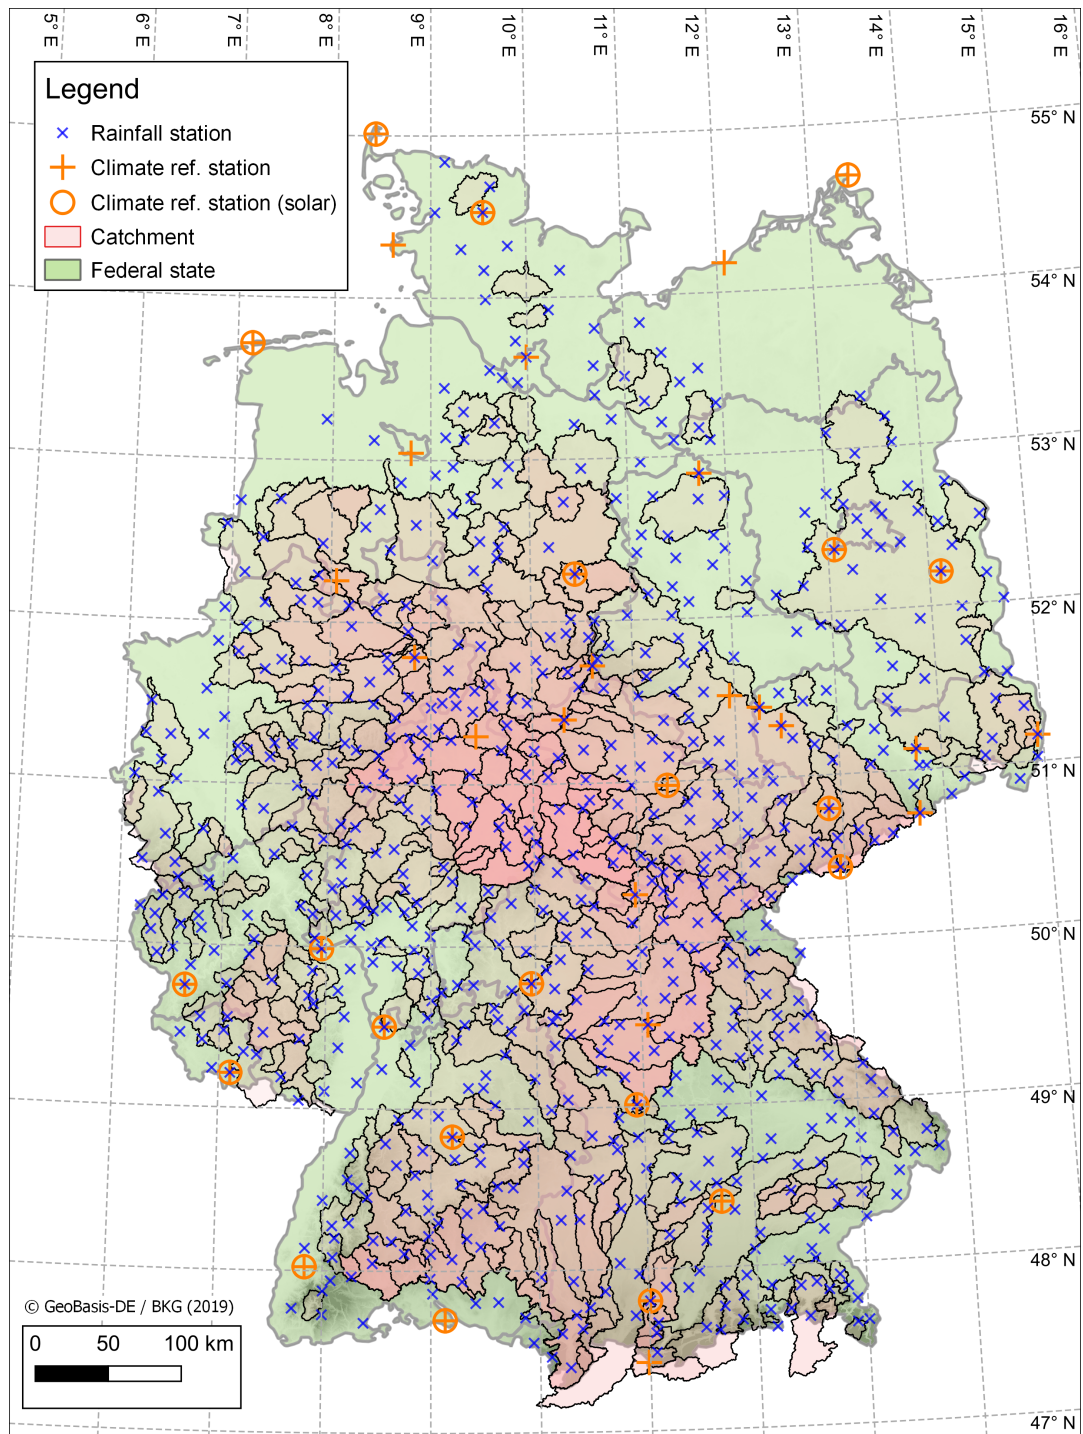 5° E
6° E
7° E
8° E
9° E
10° E
11° E
12° E
13° E
14° E
15° E
16° E
Legend
Rainfall station
Climate ref. station
Climate ref. station (solar)
Catchment
Federal state
55° N
54° N
53° N
52° N
51° N
50° N
49° N
48° N
47° N
© GeoBasis-DE / BKG (2019)
0 50 100 km